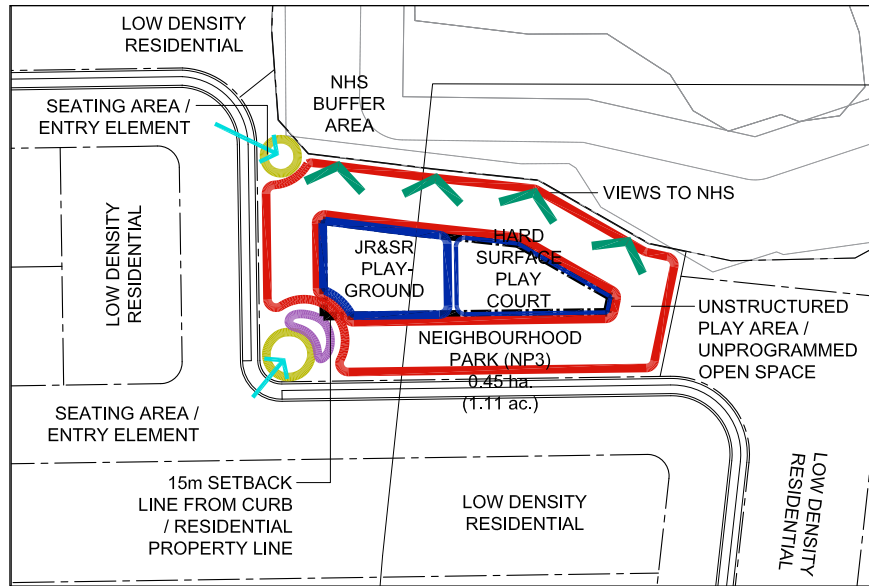 LOW DENSITY
RESIDENTIAL
NHS
BUFFER
AREA
SEATING AREA /
ENTRY ELEMENT
VIEWS TO NHS
LOW DENSITY
RESIDENTIAL
JR&SR
PLAY-
GROUND
HARD
SURFACE
PLAY
COURT
UNSTRUCTURED
PLAY AREA /
UNPROGRAMMED
OPEN SPACE
NEIGHBOURHOOD
PARK (NP3)
0.45 ha.
(1.11 ac.)
SEATING AREA /
ENTRY ELEMENT
15m SETBACK
LINE FROM CURB
/ RESIDENTIAL
PROPERTY LINE
LOW DENSITY
RESIDENTIAL
LOW DENSITY
RESIDENTIAL